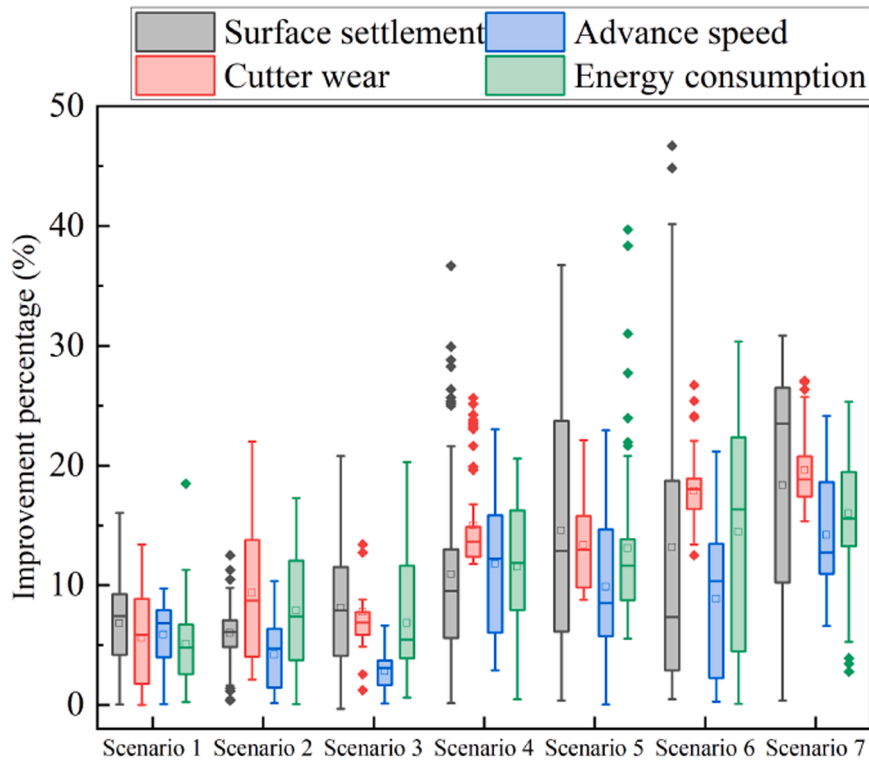 Surface settlement Advance speed
Cutter wear Energy consumption
Improvement percentage (%)
50
40
30
20
10
0
Scenario 1 Scenario 2 Scenario 3 Scenario 4 Scenario 5 Scenario 6 Scenario 7